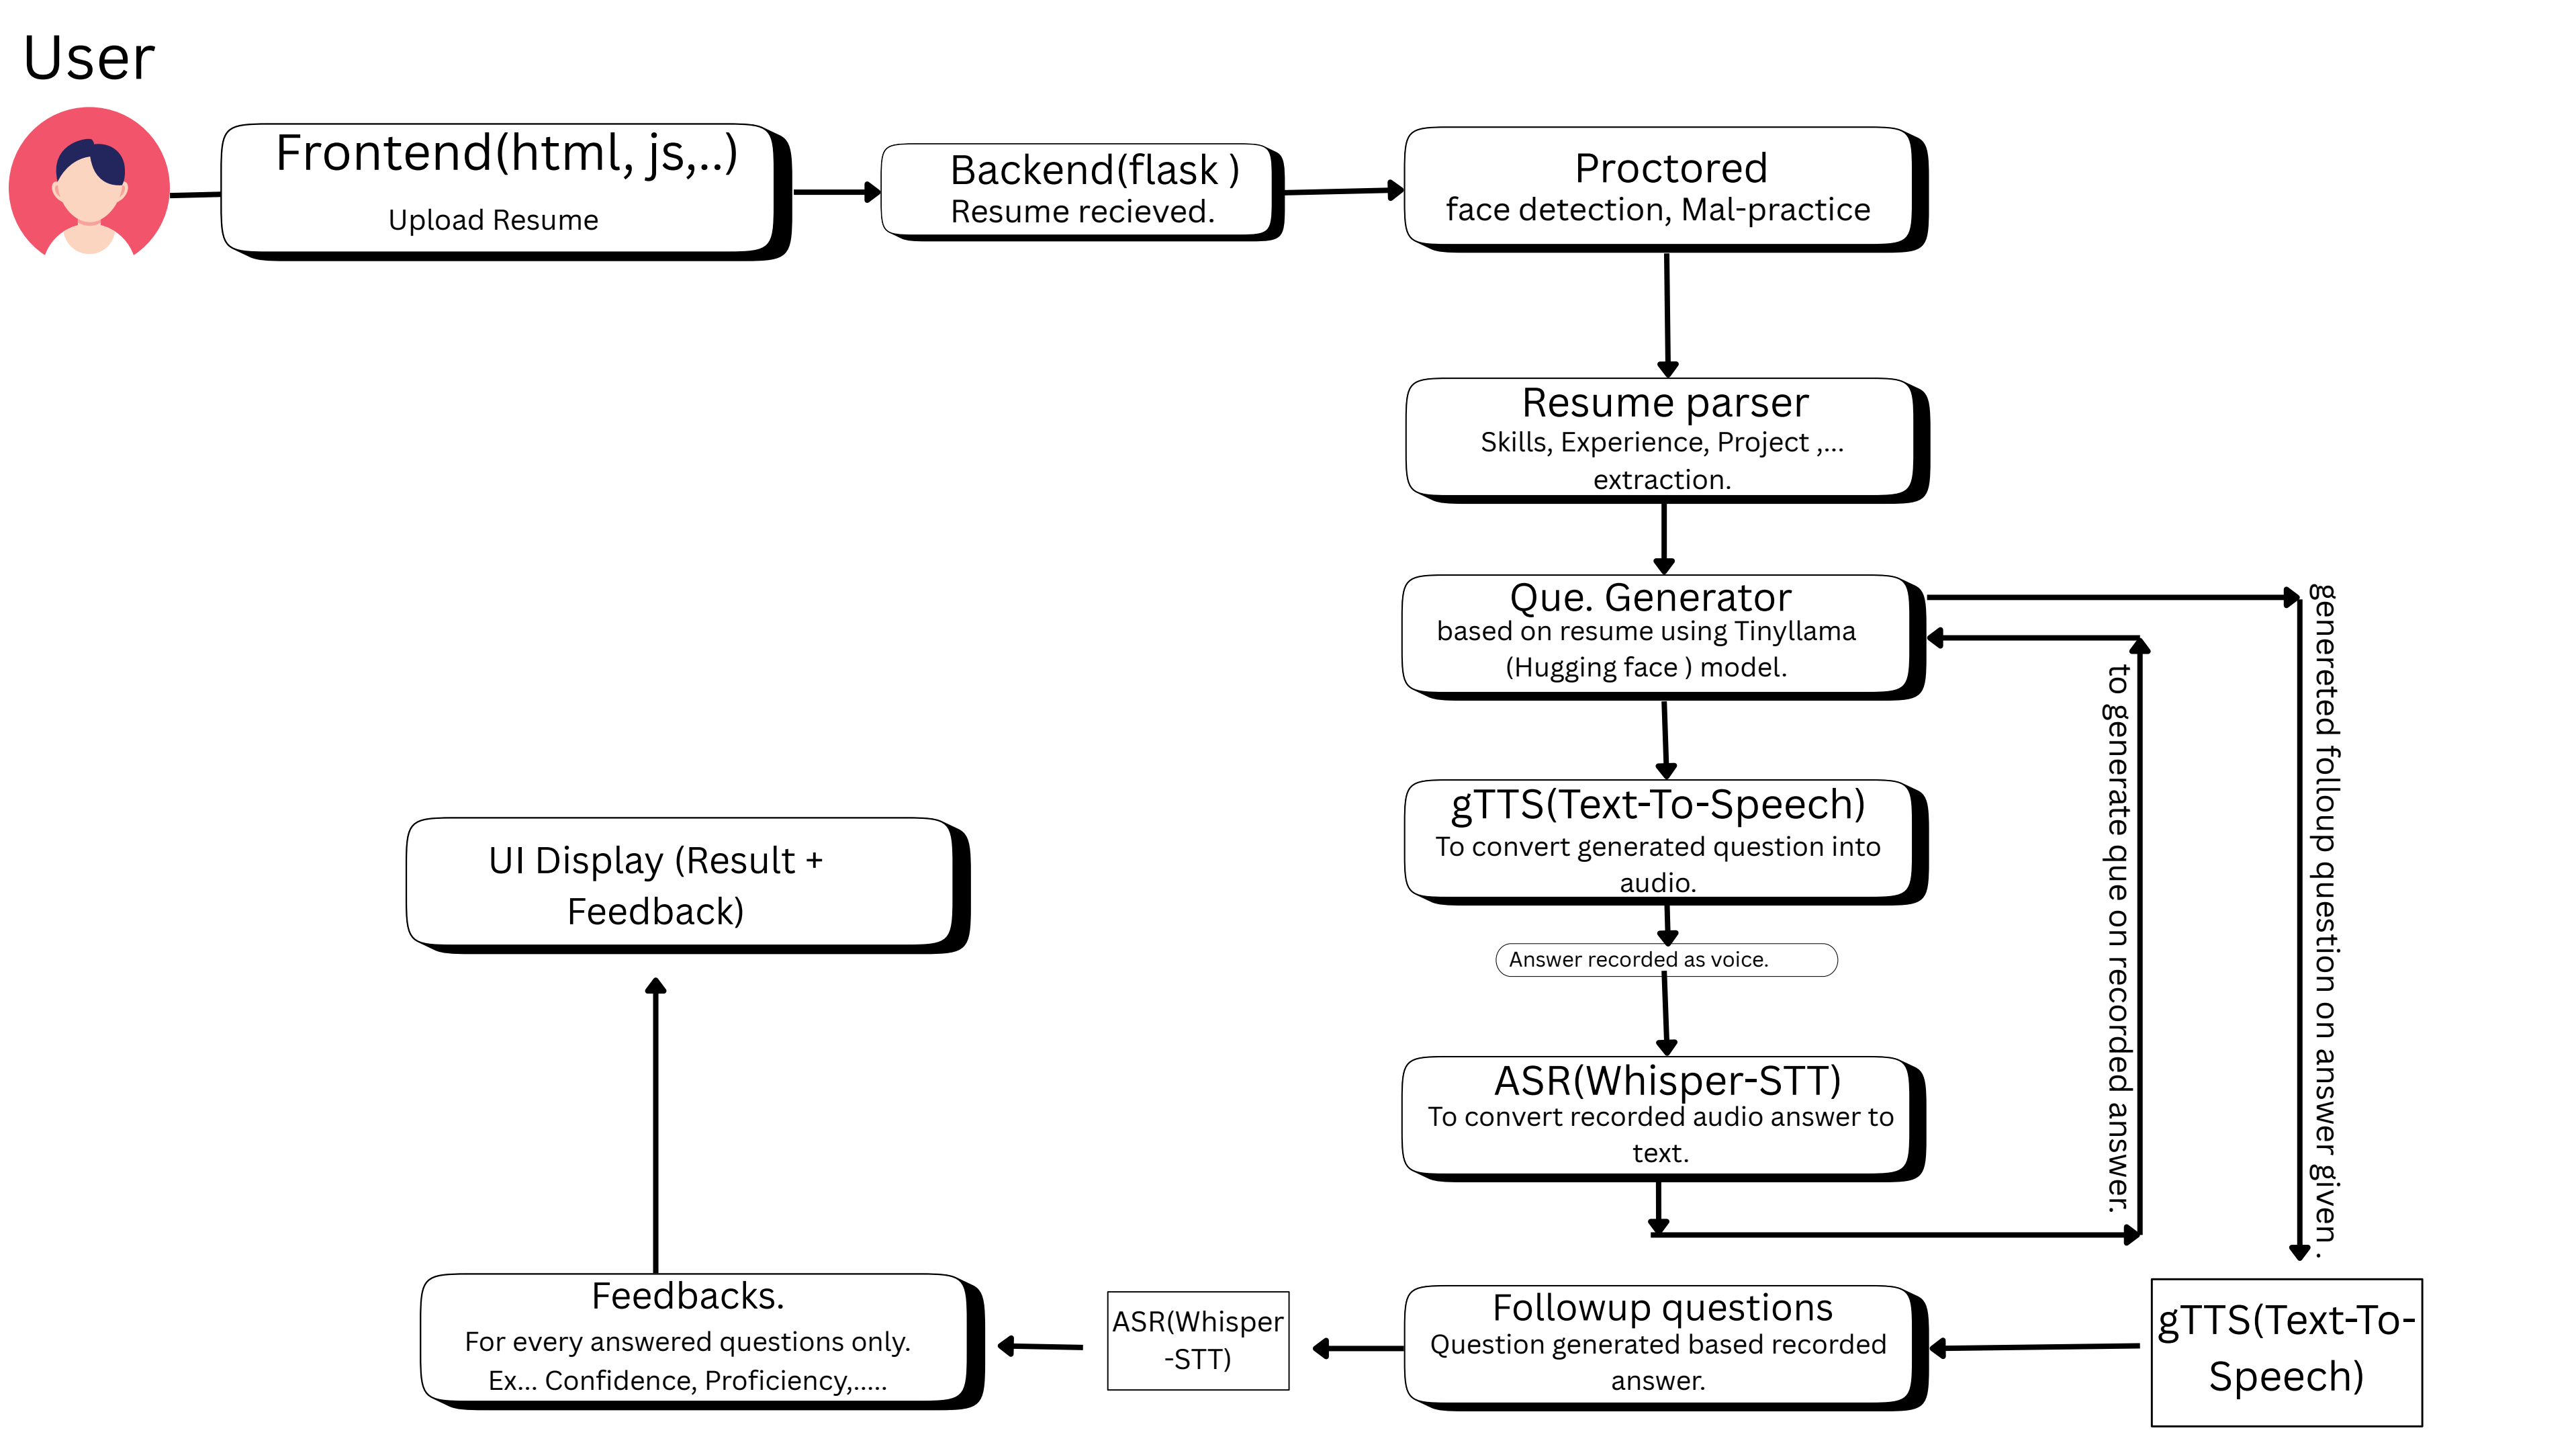 User
Frontend(html, js,..)
Upload Resume
Backend(flask )
Resume recieved.
Proctored
face detection, Mal-practice
Resume parser
Skills, Experience, Project ,...
extraction.
Que. Generator
based on resume using Tinyllama
(Hugging face ) model.
gTTS(Text-To-Speech)
To convert generated question into
audio.
Answer recorded as voice.
ASR(Whisper-STT)
To convert recorded audio answer to
text.
to generate que on recorded answer.
genereted folloup question on answer given .
gTTS(Text-To-
Speech)
Followup questions
Question generated based recorded
answer.
ASR(Whisper
-STT)
Feedbacks.
For every answered questions only.
Ex... Confidence, Proficiency,.....
UI Display (Result +
Feedback)